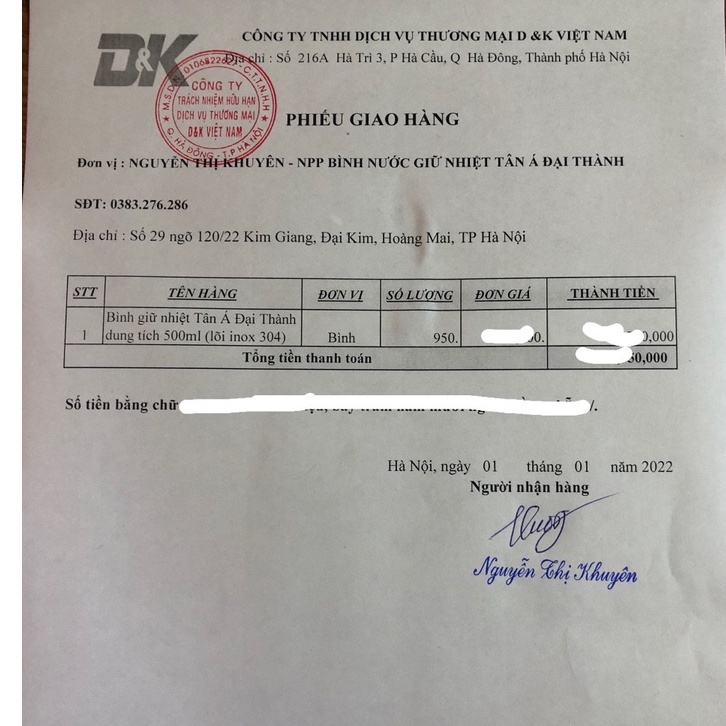 D&K
CÔNG TY TNHH DỊCH VỤ THƯƠNG MẠI D &K VIỆT NAM
Địa chỉ : Số 216A Hà Trì 3, P Hà Cầu, Q Hà Đông, Thành phố Hà Nội
CÔNG TY
TRÁCH NHIỆM HỮU HẠN
DỊCH VỤ THƯƠNG MẠI
D&K VIỆT NAM
Q. HÀ ĐÔNG - T.P HÀ NỘI
PHIẾU GIAO HÀNG
Đơn vị : NGUYỄN THỊ KHUYÊN - NPP BÌNH NƯỚC GIỮ NHIỆT TÂN Á ĐẠI THÀNH
SĐT: 0383.276.286
Địa chỉ : Số 29 ngõ 120/22 Kim Giang, Đại Kim, Hoàng Mai, TP Hà Nội
STT TÊN HÀNG ĐƠN VỊ SỐ LƯỢNG ĐƠN GIÁ THÀNH TIỀN
Bình giữ nhiệt Tân Á Đại Thành
1 dung tích 500ml (lõi inox 304) Bình 950. 0. 0,000
Tổng tiền thanh toán 50,000
Số tiền bằng chữ /.
Hà Nội, ngày 01 tháng 01 năm 2022
Người nhận hàng
Nguyễn Thị Khuyên